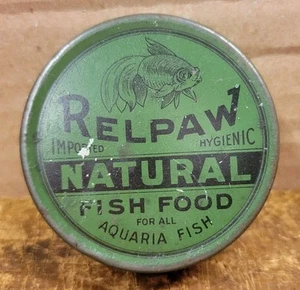 RELPAW
IMPORTED HYGIENIC
NATURAL
FISH FOOD
FOR ALL
AQUARIA FISH